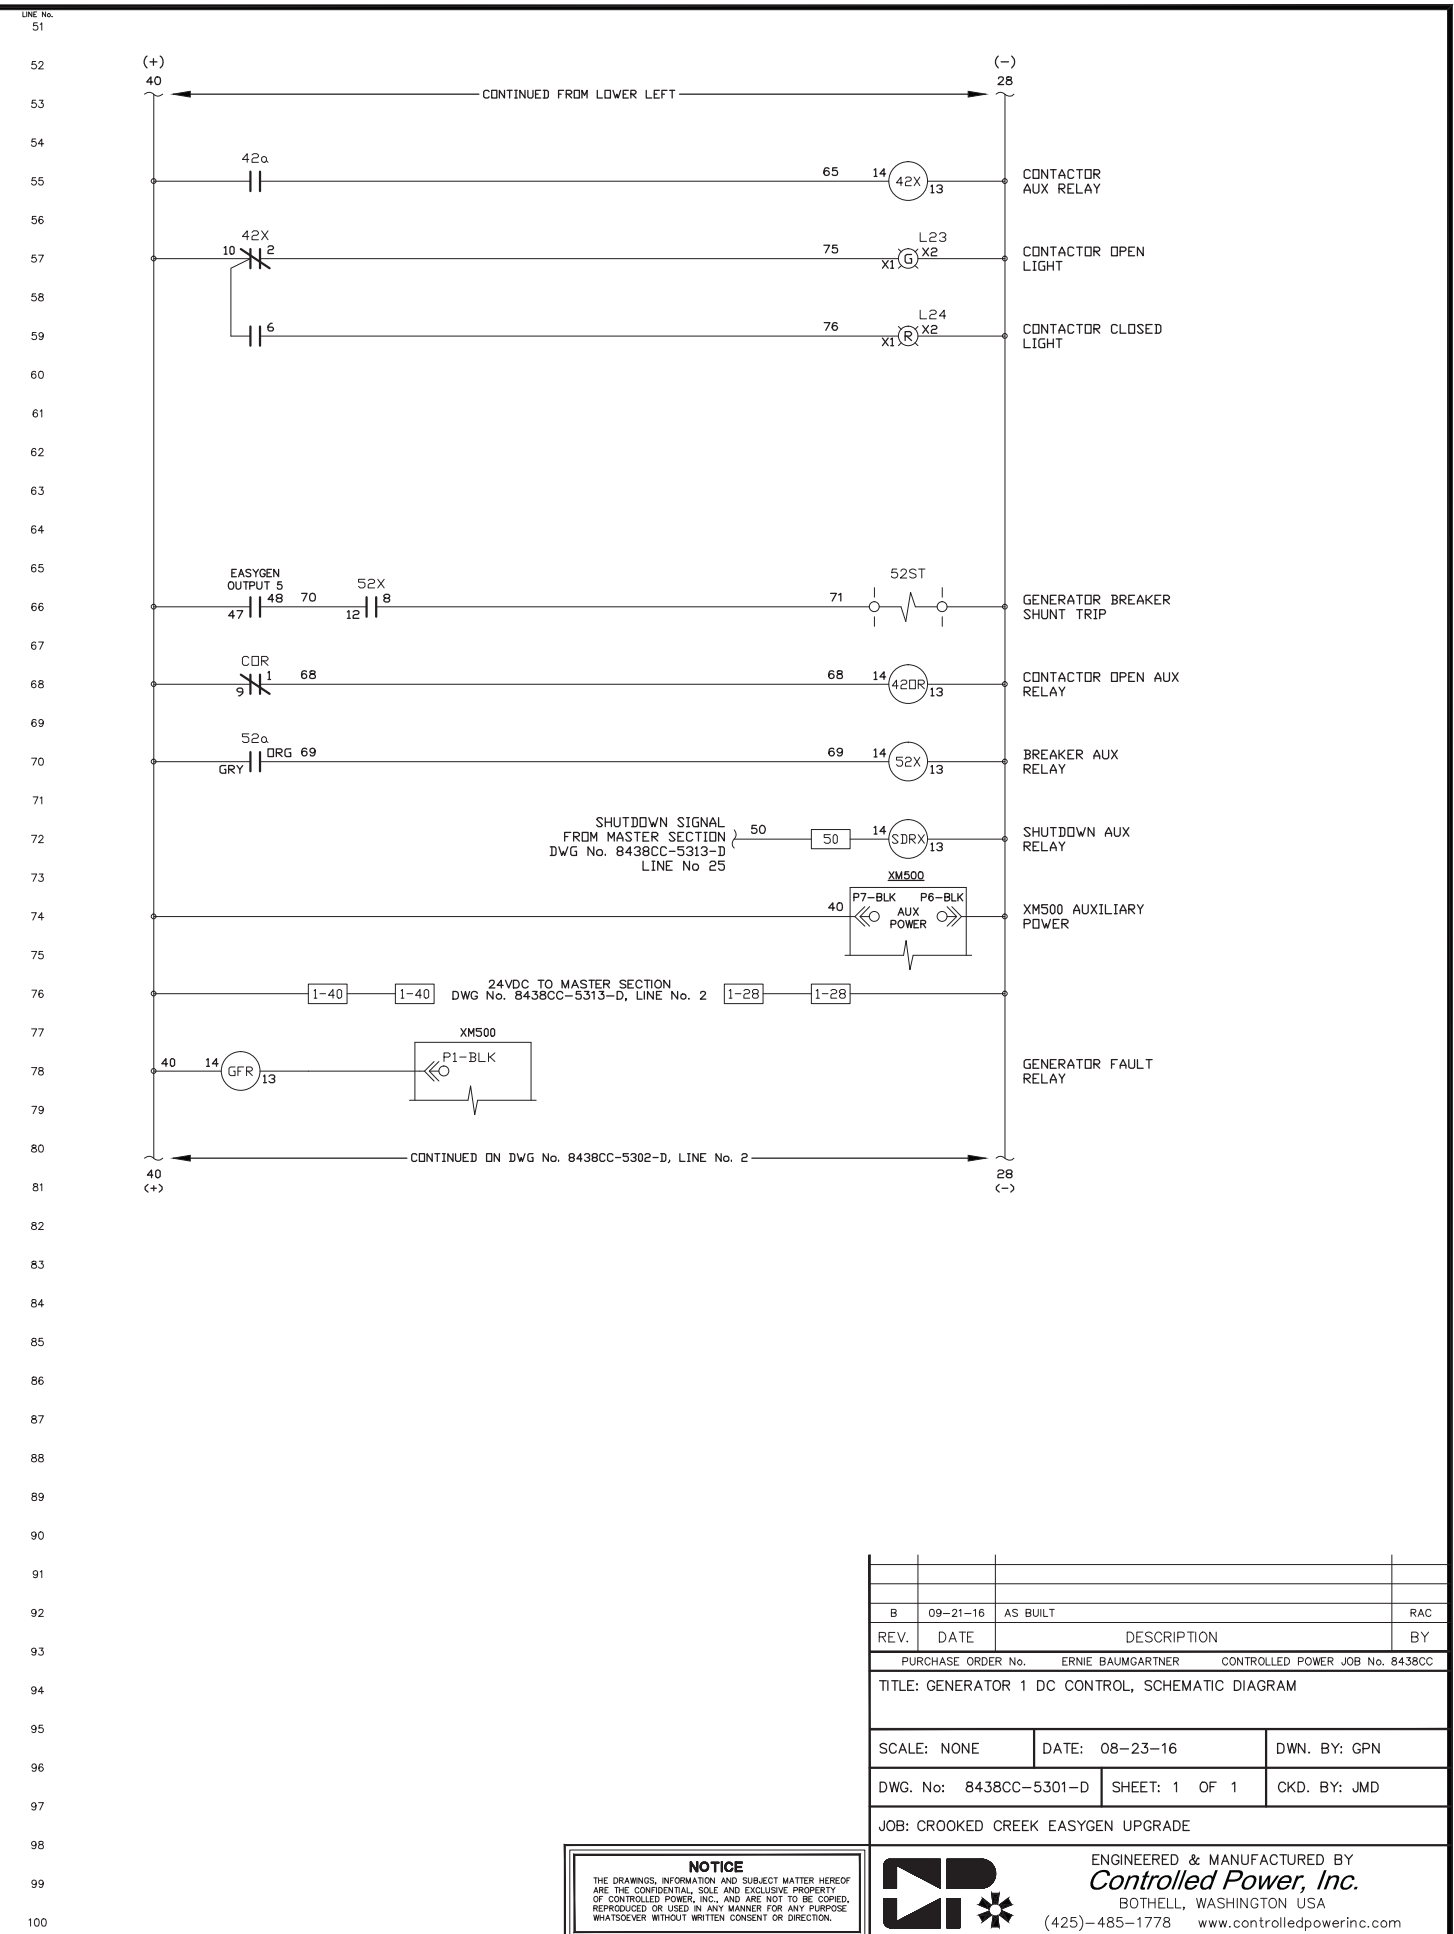 LINE No.
51
52
(+)
(-)
40
28
CONTINUED FROM LOWER LEFT
53
54
42a
55
65
14
42X
13
CONTACTOR
AUX RELAY
56
42X
57
10
2
75
X1
G
X2
L23
CONTACTOR OPEN
LIGHT
58
59
6
76
X1
R
X2
L24
CONTACTOR CLOSED
LIGHT
60
61
62
63
64
65
EASYGEN
OUTPUT 5
52X
52ST
66
47
48
70
12
8
71
GENERATOR BREAKER
SHUNT TRIP
67
COR
68
9
1
68
68
14
42OR
13
CONTACTOR OPEN AUX
RELAY
69
52a
70
GRY
ORG
69
69
14
52X
13
BREAKER AUX
RELAY
71
72
SHUTDOWN SIGNAL
FROM MASTER SECTION
DWG No. 8438CC-5313-D
LINE No 25
50
50
14
SDRX
13
SHUTDOWN AUX
RELAY
73
XM500
74
40
P7-BLK
P6-BLK
AUX
POWER
XM500 AUXILIARY
POWER
75
76
1-40
1-40
24VDC TO MASTER SECTION
DWG No. 8438CC-5313-D, LINE No. 2
1-28
1-28
77
XM500
78
40
14
GFR
13
P1-BLK
GENERATOR FAULT
RELAY
79
80
CONTINUED ON DWG No. 8438CC-5302-D, LINE No. 2
40
28
81
(+)
(-)
82
83
84
85
86
87
88
89
90
91
92
B 09-21-16 AS BUILT RAC
REV. DATE DESCRIPTION BY
93
PURCHASE ORDER No. ERNIE BAUMGARTNER CONTROLLED POWER JOB No. 8438CC
94
TITLE: GENERATOR 1 DC CONTROL, SCHEMATIC DIAGRAM
95
96
SCALE: NONE DATE: 08-23-16 DWN. BY: GPN
DWG. No: 8438CC-5301-D SHEET: 1 OF 1 CKD. BY: JMD
97
JOB: CROOKED CREEK EASYGEN UPGRADE
98
99
100
NOTICE
THE DRAWINGS, INFORMATION AND SUBJECT MATTER HEREOF
ARE THE CONFIDENTIAL, SOLE AND EXCLUSIVE PROPERTY
OF CONTROLLED POWER, INC., AND ARE NOT TO BE COPIED,
REPRODUCED OR USED IN ANY MANNER FOR ANY PURPOSE
WHATSOEVER WITHOUT WRITTEN CONSENT OR DIRECTION.
ENGINEERED & MANUFACTURED BY
Controlled Power, Inc.
BOTHELL, WASHINGTON USA
(425)-485-1778 www.controlledpowerinc.com